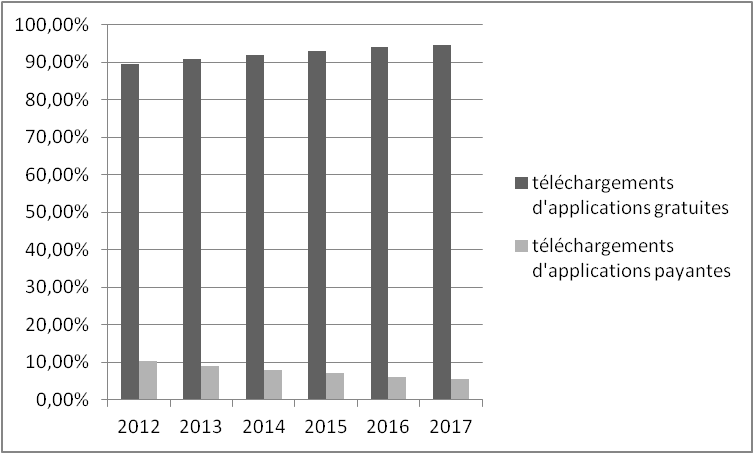 100,00%
90,00%
80,00%
70,00%
60,00%
50,00%
40,00%
30,00%
20,00%
10,00%
0,00%
2012 2013 2014 2015 2016 2017
téléchargements
d'applications gratuites
téléchargements
d'applications payantes